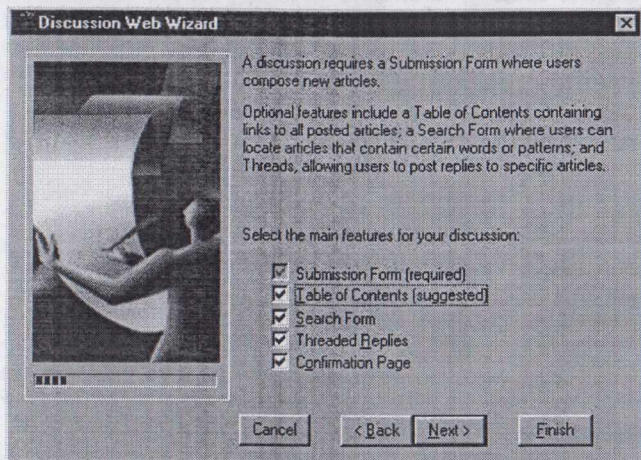 Discussion Web Wizard
A discussion requires a Submission Form where users
compose new articles.
Optional features include a Table of Contents containing
links to all posted articles; a Search Form where users can
locate articles that contain certain words or patterns; and
Threads, allowing users to post replies to specific articles.
Select the main features for your discussion:
Submission Form (required)
Table of Contents (suggested)
Search Form
Threaded Replies
Confirmation Page
Cancel
< Back
Next >
Finish